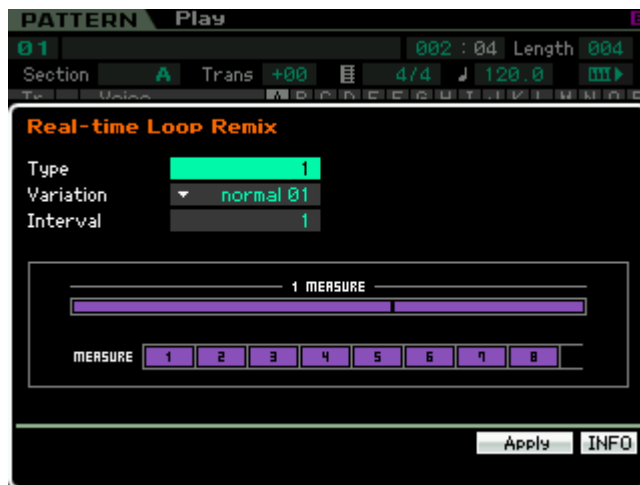 PATTERN Play
01 002 : 04 Length 004
Section A Trans +00 4/4 120.0
Real-time Loop Remix
Type 1
Variation normal 01
Interval 1
1 MEASURE
MEASURE 1 2 3 4 5 6 7 8
Apply INFO